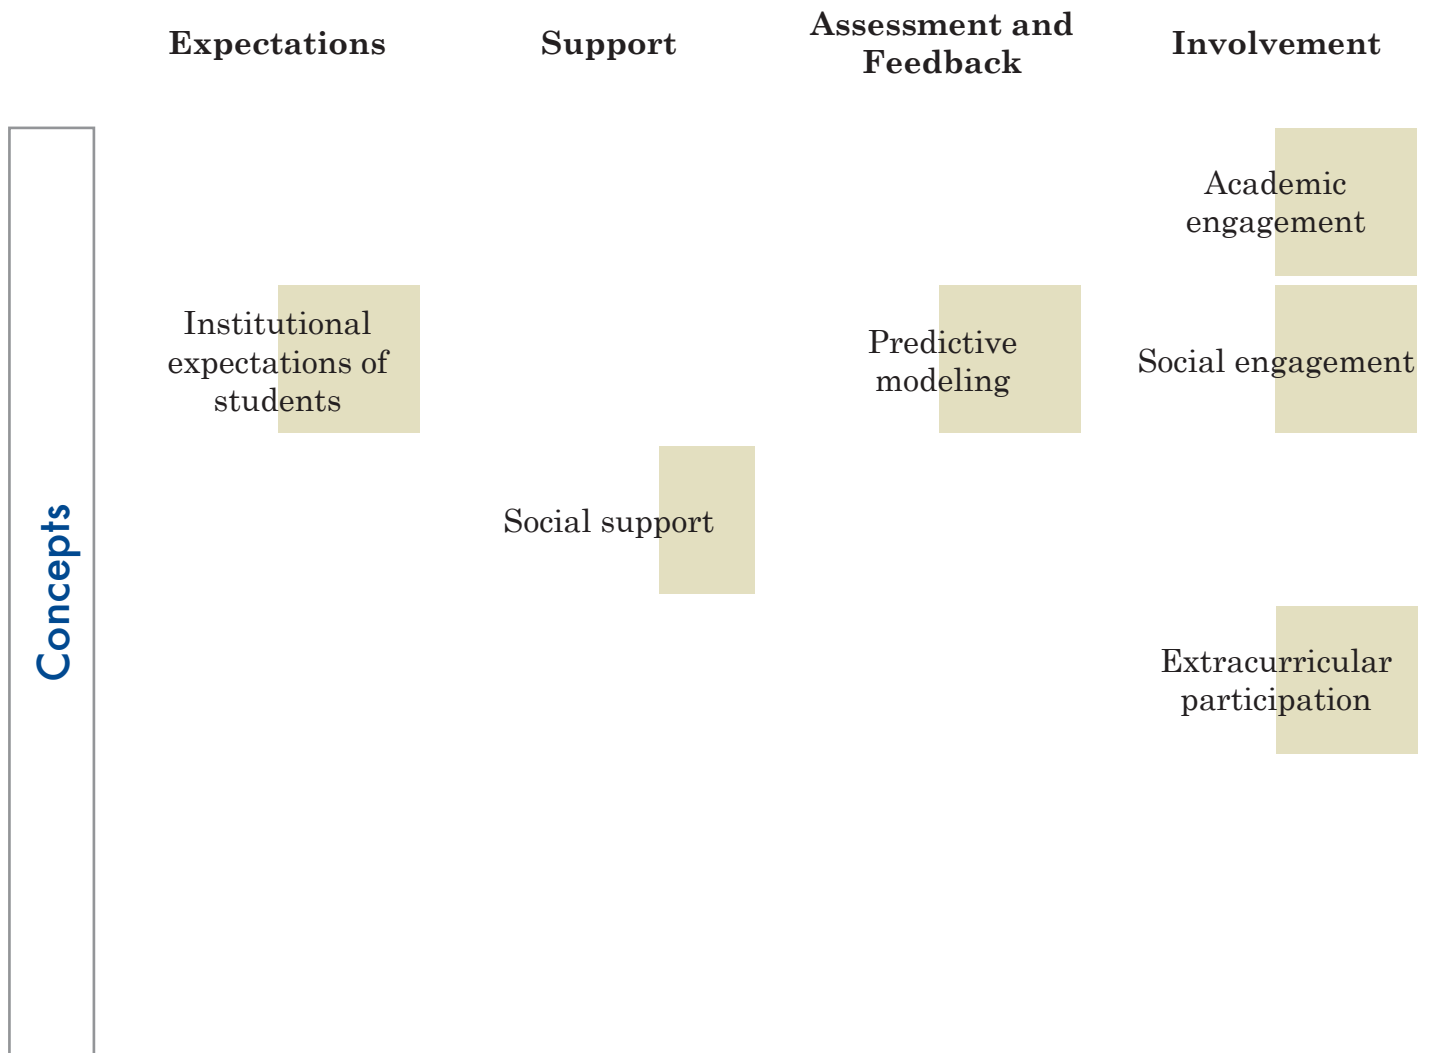 Expectations
Support
Assessment and
Feedback
Involvement
Concepts
Academic
engagement
Institutional
expectations of
students
Predictive
modeling
Social engagement
Social support
Extracurricular
participation